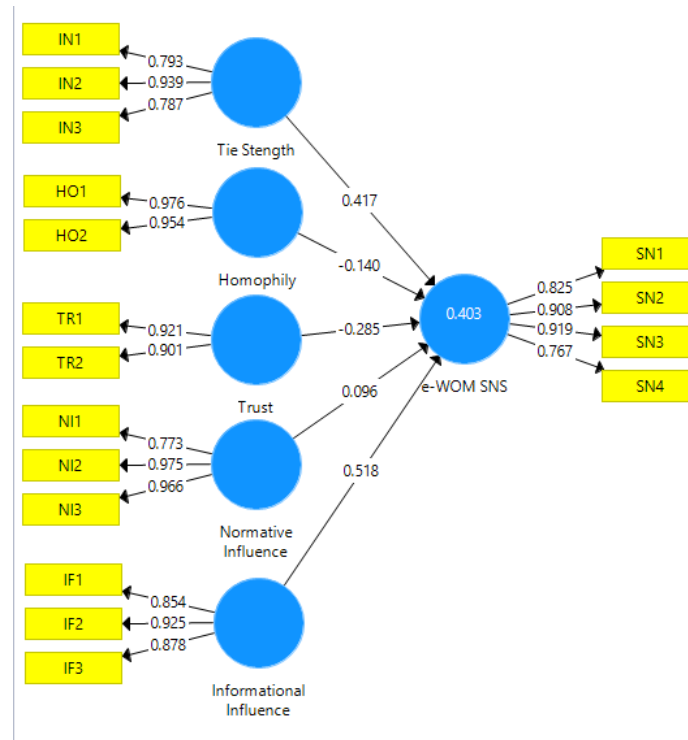 IN1
0.793
IN2
0.939
IN3
0.787
Tie Stength
0.417
HO1
0.976
HO2
0.954
Homophily
-0.140
TR1
0.921
TR2
0.901
Trust
-0.285
NI1
0.773
NI2
0.975
NI3
0.966
Normative
Influence
0.096
IF1
0.854
IF2
0.925
IF3
0.878
Informational
Influence
0.518
0.403
e-WOM SNS
SN1
0.825
SN2
0.908
SN3
0.919
SN4
0.767